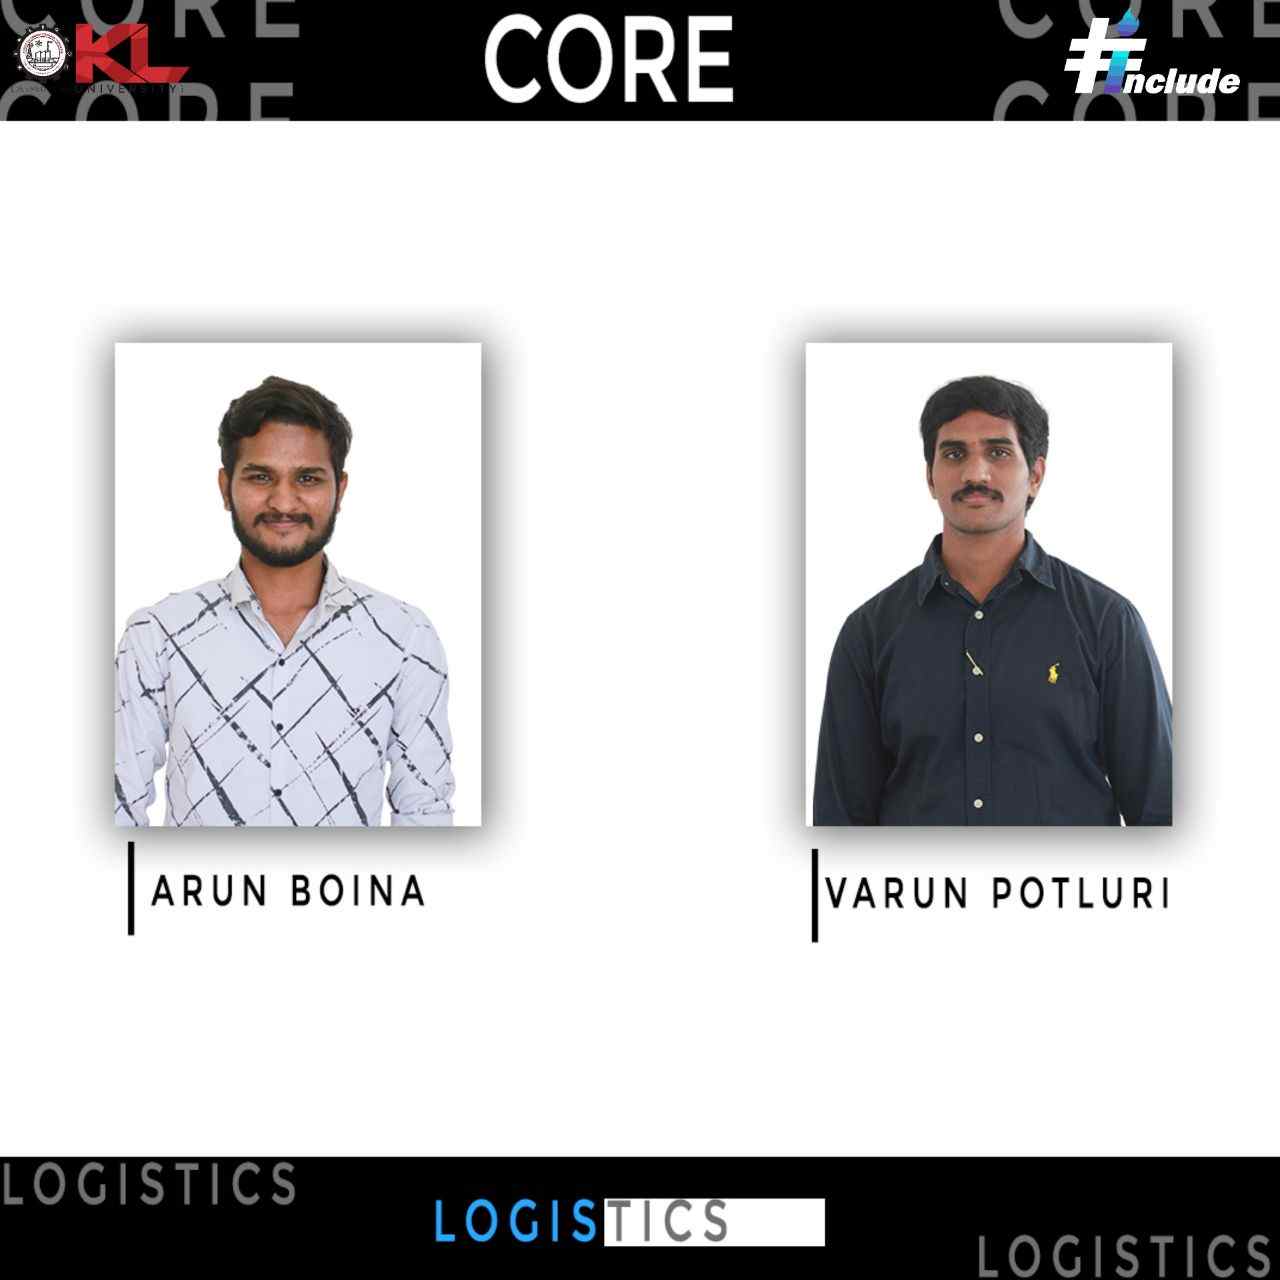 CORE
CORE
CORE
KL
UNIVERSITY
CORE
CORE
#include
ARUN BOINA
VARUN POTLURI
LOGISTICS
LOGISTICS
LOGISTICS